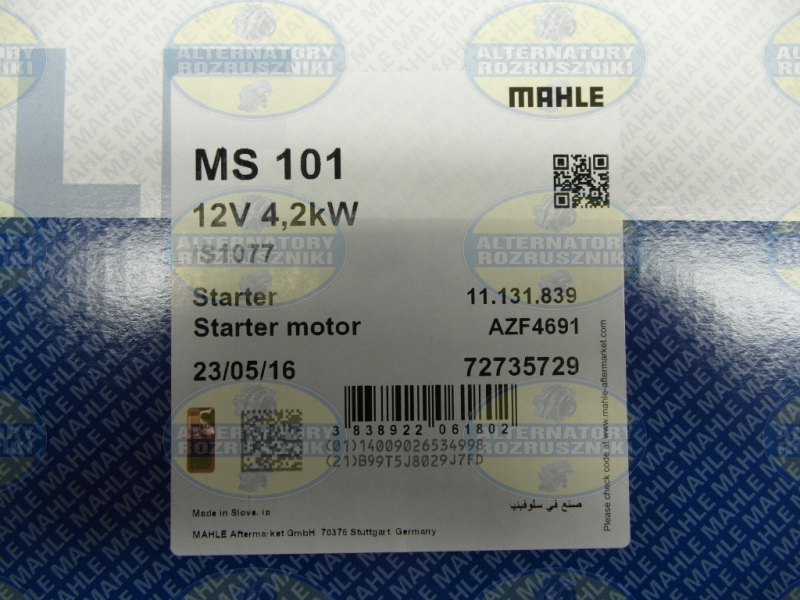 ALTERNATORY
ROZRUSZNIKI
MAHLE
MS 101
12V 4,2kW
IS1077
Starter 11.131.839
Starter motor AZF4691
23/05/16 72735729
3 838922 061802
(01)14009026534998
(21)B99T5J8029J7FD
Made in Slovenia
صنع في سلوفينيا
MAHLE Aftermarket GmbH 70376 Stuttgart, Germany
Please check code at www.mahle-aftermarket.com